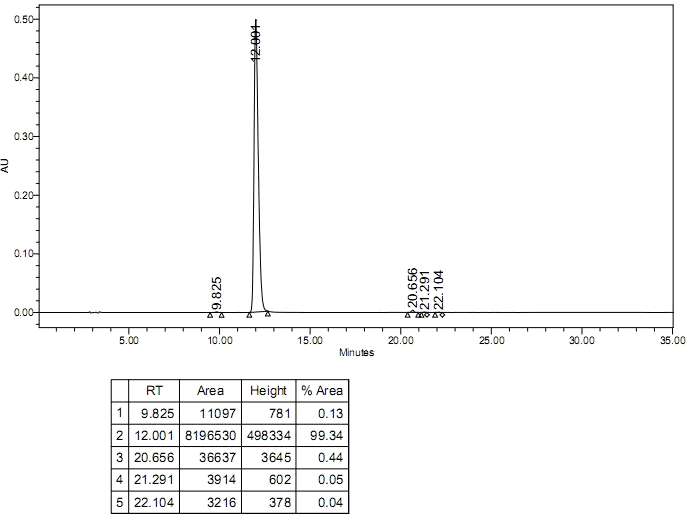 0.50
0.40
0.30
0.20
0.10
0.00
AU
12.001
9.825
20.656
21.291
22.104
5.00 10.00 15.00 20.00 25.00 30.00 35.00
Minutes
RT Area Height % Area
1 9.825 11097 781 0.13
2 12.001 8196530 498334 99.34
3 20.656 36637 3645 0.44
4 21.291 3914 602 0.05
5 22.104 3216 378 0.04